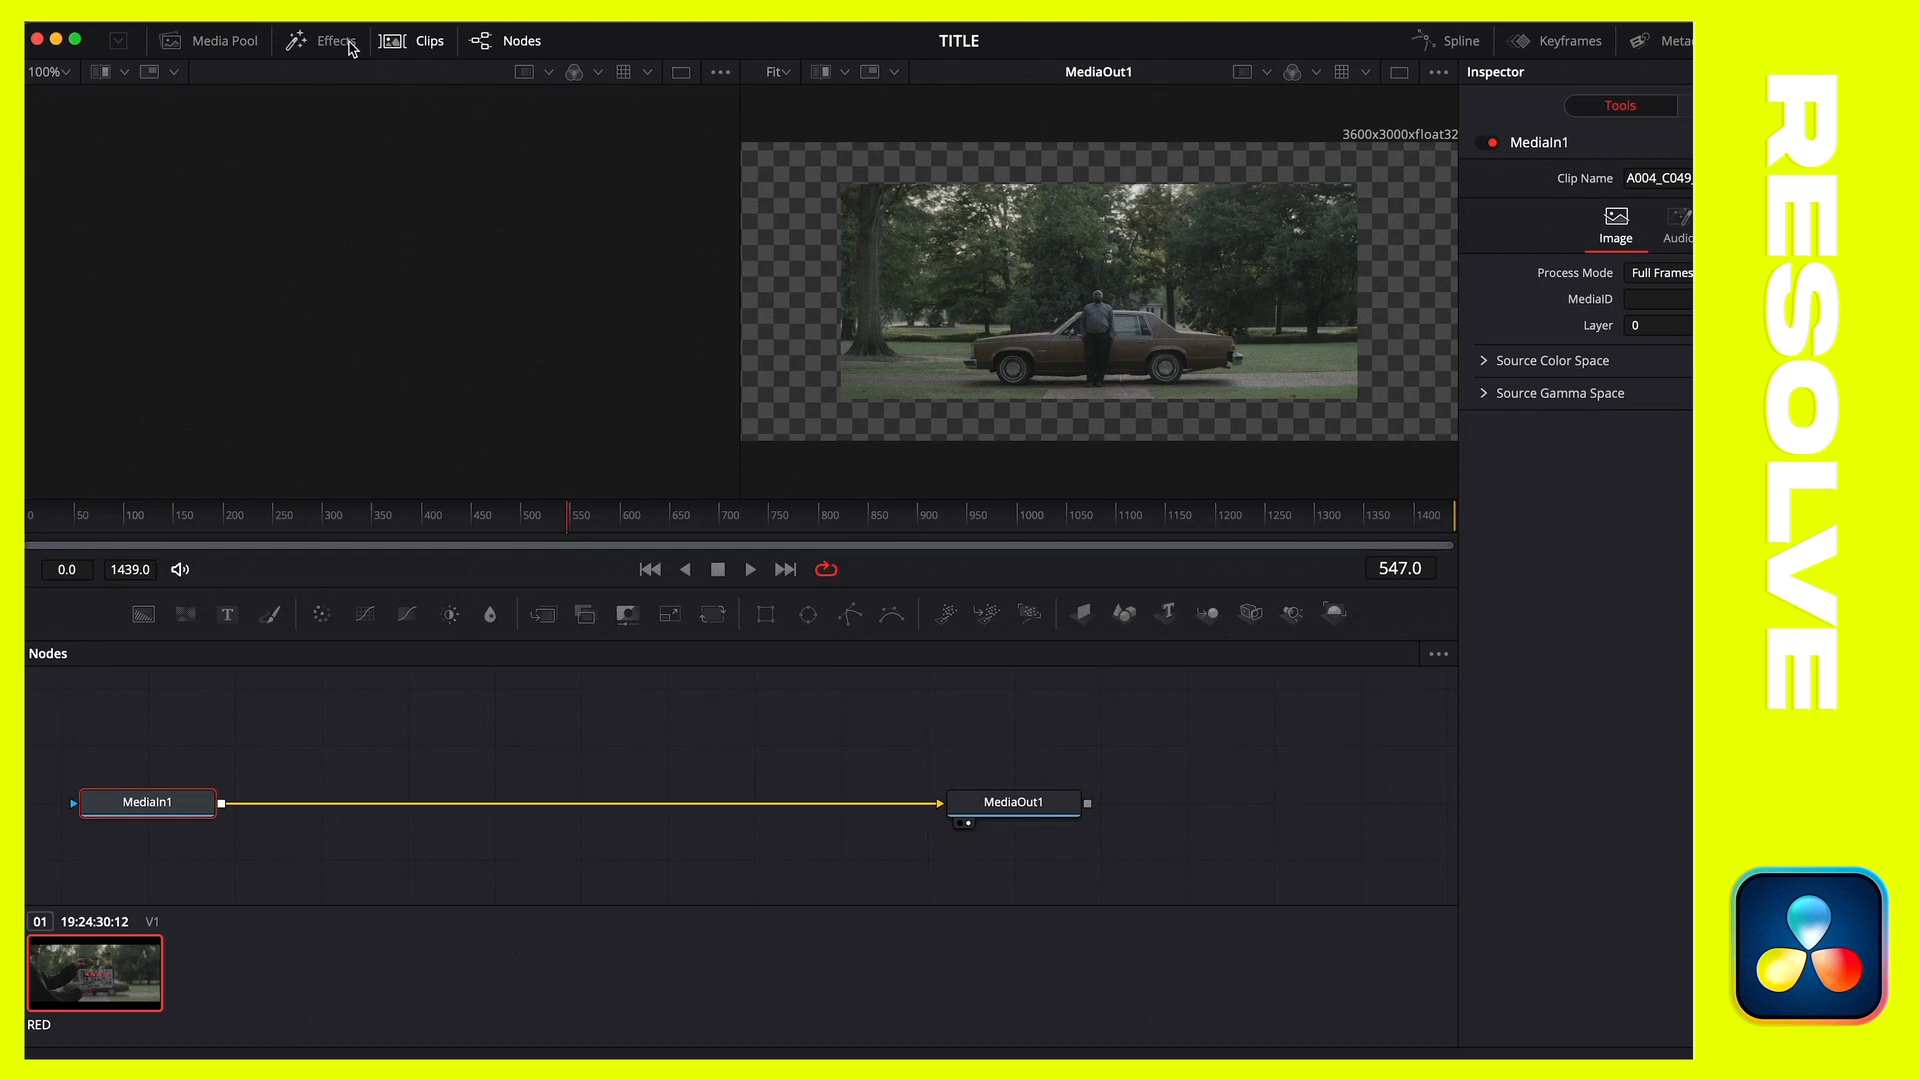 Media Pool
Effects
Clips
Nodes
TITLE
Spline
Keyframes
100%
Fit
MediaOut1
Inspector
Tools
3600x3000xfloat32
MediaIn1
Clip Name
A004_C049_
Image
Audio
Process Mode
Full Frames
MediaID
Layer
0
Source Color Space
Source Gamma Space
0 50 100 150 200 250 300 350 400 450 500 550 600 650 700 750 800 850 900 950 1000 1050 1100 1150 1200 1250 1300 1350 1400
0.0
1439.0
547.0
T
T
Nodes
MediaIn1
MediaOut1
01 19:24:30:12 V1
RED
RESOLVE